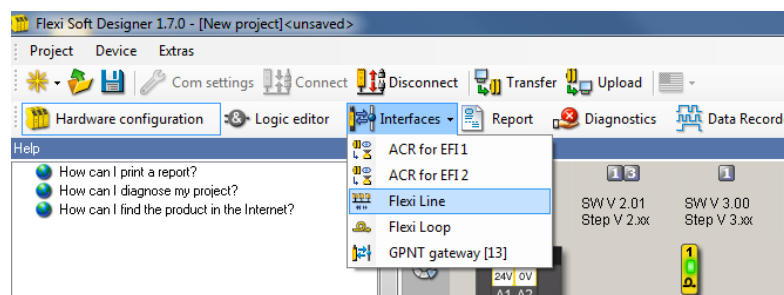 Flexi Soft Designer 1.7.0 - [New project]<unsaved>
Project Device Extras
Com settings Connect Disconnect Transfer Upload
Hardware configuration Logic editor Interfaces Report Diagnostics Data Record
Help
How can I print a report?
How can I diagnose my project?
How can I find the product in the Internet?
ACR for EFI 1
ACR for EFI 2
Flexi Line
Flexi Loop
GPNT gateway [13]
1 3 1
SW V 2.01 SW V 3.00
Step V 2.xx Step V 3.xx
24V 0V
A1 A2
1